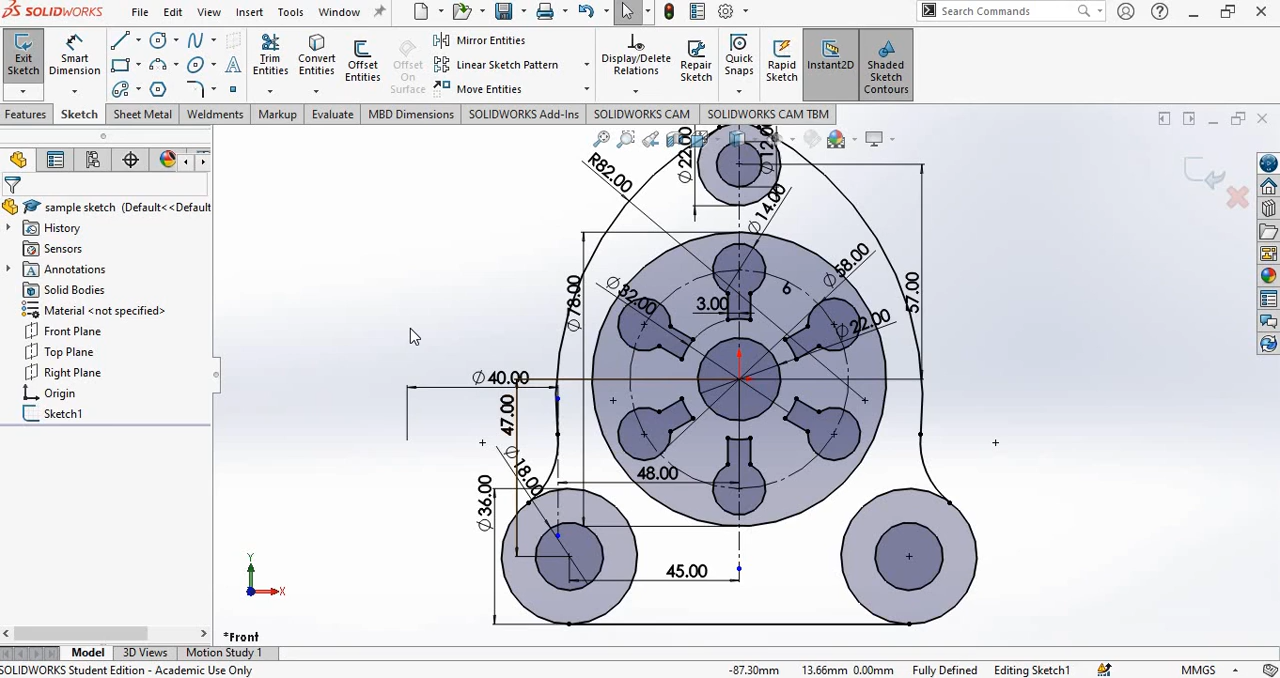 SOLIDWORKS File Edit View Insert Tools Window Search Commands
Exit Sketch
Smart Dimension
Trim Entities
Convert Entities
Offset Entities
Offset On Surface
Mirror Entities
Linear Sketch Pattern
Move Entities
Display/Delete Relations
Repair Sketch
Quick Snaps
Rapid Sketch
Instant2D
Shaded Sketch Contours
Features Sketch Sheet Metal Weldments Markup Evaluate MBD Dimensions SOLIDWORKS Add-Ins SOLIDWORKS CAM SOLIDWORKS CAM TBM
sample sketch (Default<<Default
History
Sensors
Annotations
Solid Bodies
Material <not specified>
Front Plane
Top Plane
Right Plane
Origin
Sketch1
R82.00
∅22.00
∅14.00
∅58.00
6
∅32.00
3.00
∅22.00
57.00
∅78.00
∅40.00
47.00
∅18.00
48.00
∅36.00
45.00
Y
X
*Front
Model 3D Views Motion Study 1
SOLIDWORKS Student Edition - Academic Use Only -87.30mm 13.66mm 0.00mm Fully Defined Editing Sketch1 MMGS